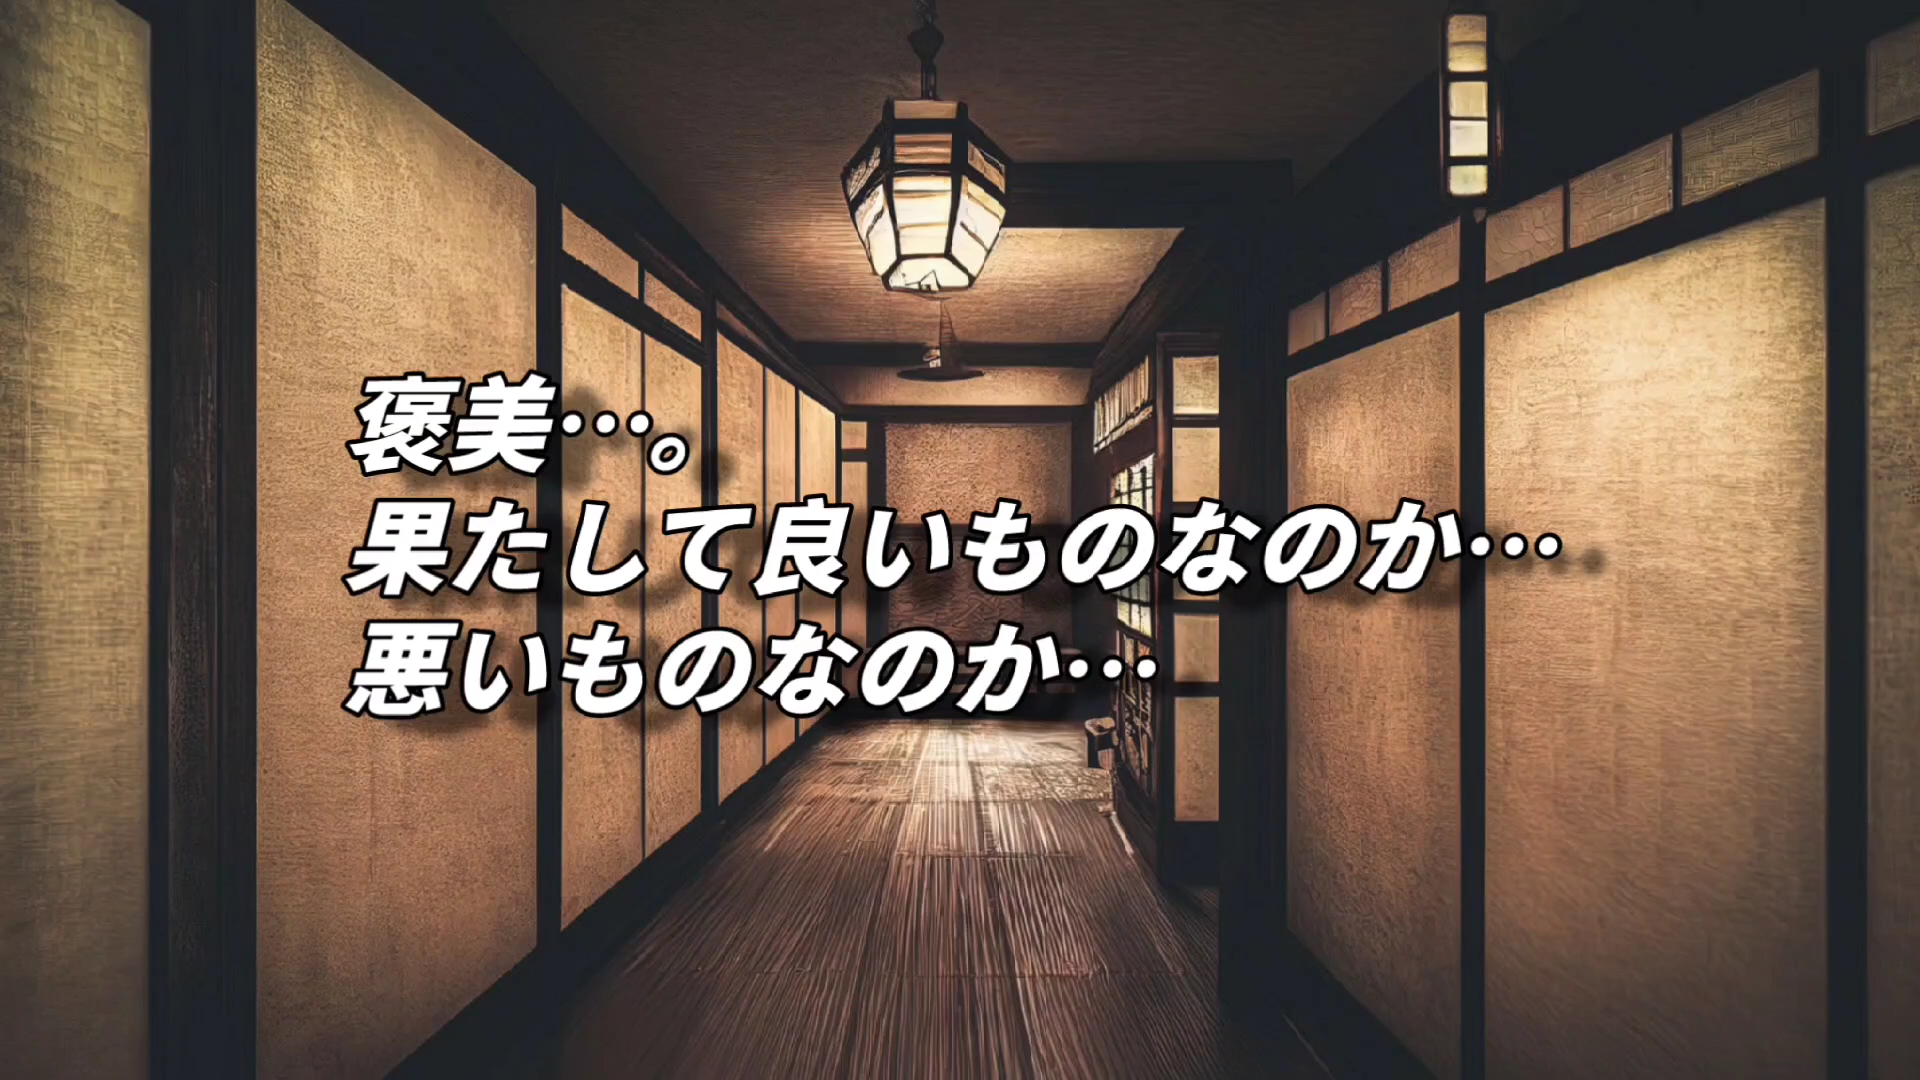 褒美…。
果たして良いものなのか…
悪いものなのか…